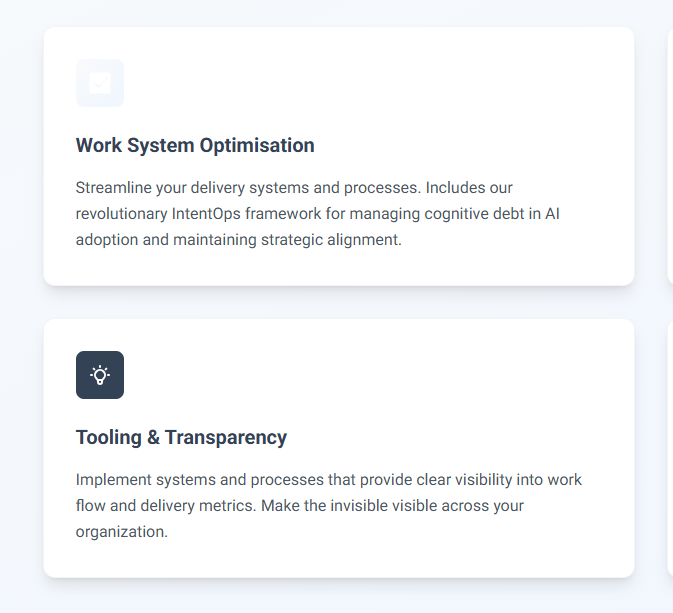 Work System Optimisation
Streamline your delivery systems and processes. Includes our
revolutionary IntentOps framework for managing cognitive debt in AI
adoption and maintaining strategic alignment.
Tooling & Transparency
Implement systems and processes that provide clear visibility into work
flow and delivery metrics. Make the invisible visible across your
organization.